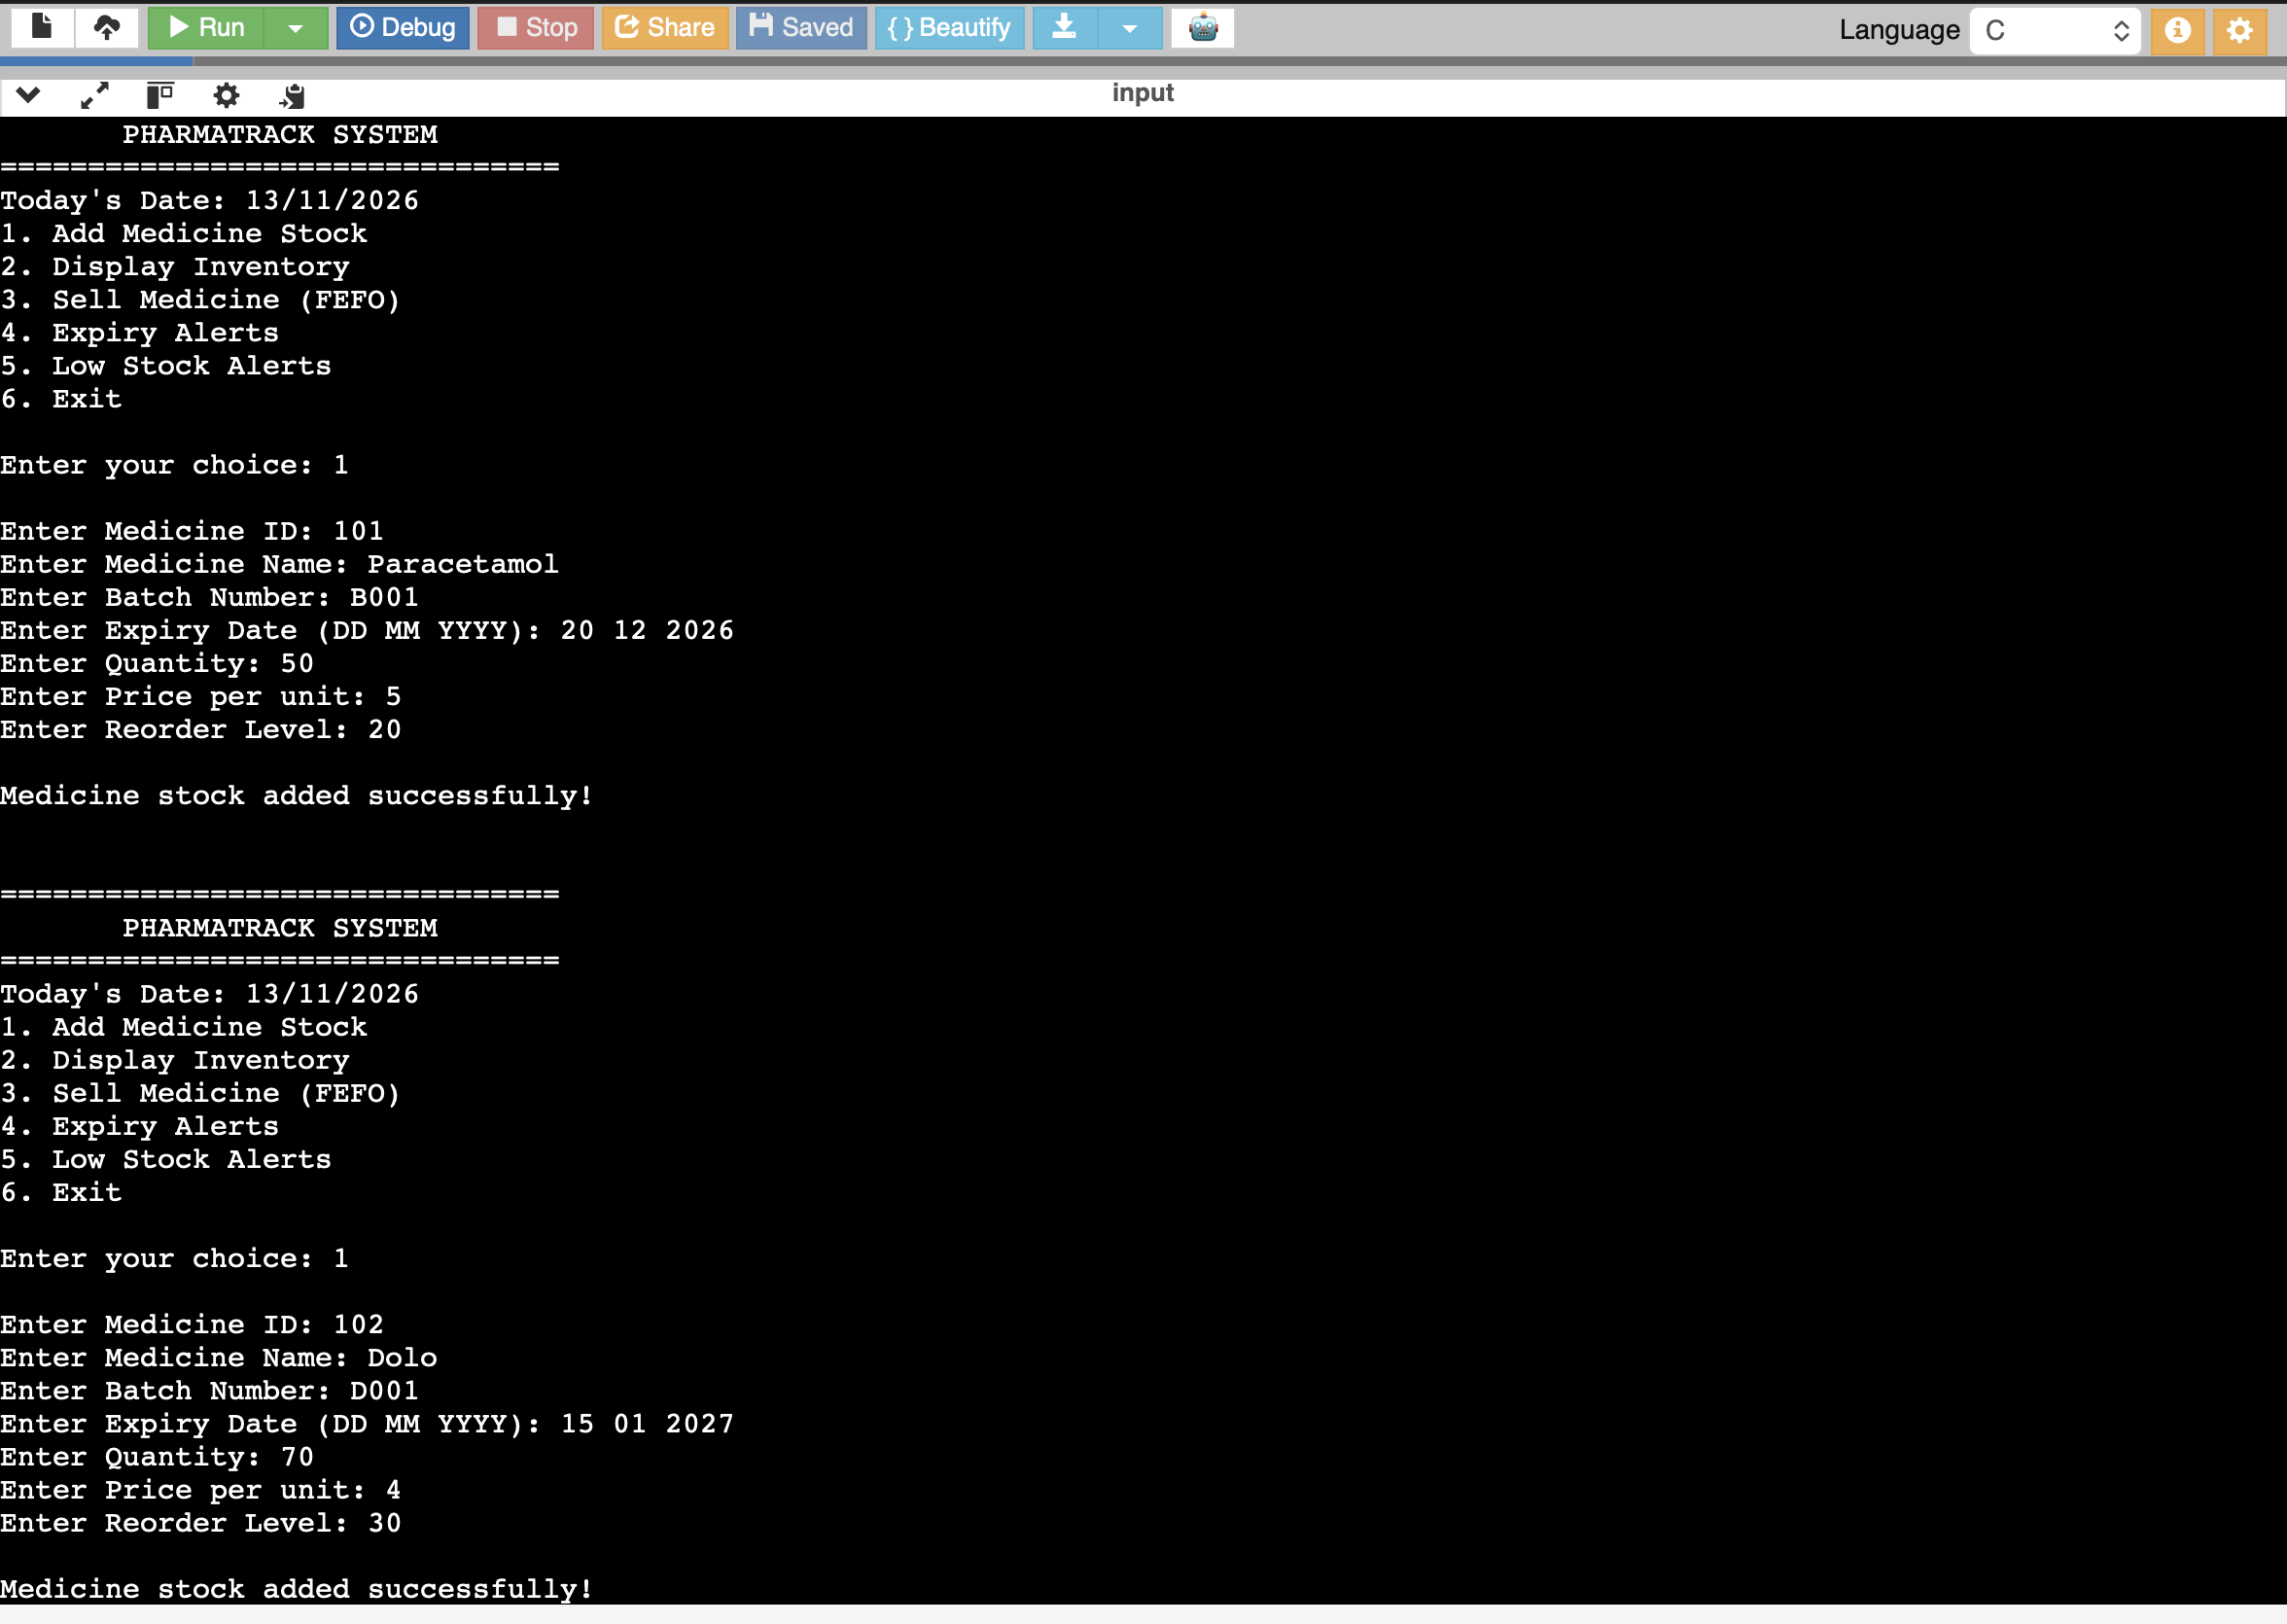 Run Debug Stop Share Saved { } Beautify Language C
input
PHARMATRACK SYSTEM
================================
Today's Date: 13/11/2026
1. Add Medicine Stock
2. Display Inventory
3. Sell Medicine (FEFO)
4. Expiry Alerts
5. Low Stock Alerts
6. Exit
Enter your choice: 1
Enter Medicine ID: 101
Enter Medicine Name: Paracetamol
Enter Batch Number: B001
Enter Expiry Date (DD MM YYYY): 20 12 2026
Enter Quantity: 50
Enter Price per unit: 5
Enter Reorder Level: 20
Medicine stock added successfully!
================================
PHARMATRACK SYSTEM
================================
Today's Date: 13/11/2026
1. Add Medicine Stock
2. Display Inventory
3. Sell Medicine (FEFO)
4. Expiry Alerts
5. Low Stock Alerts
6. Exit
Enter your choice: 1
Enter Medicine ID: 102
Enter Medicine Name: Dolo
Enter Batch Number: D001
Enter Expiry Date (DD MM YYYY): 15 01 2027
Enter Quantity: 70
Enter Price per unit: 4
Enter Reorder Level: 30
Medicine stock added successfully!